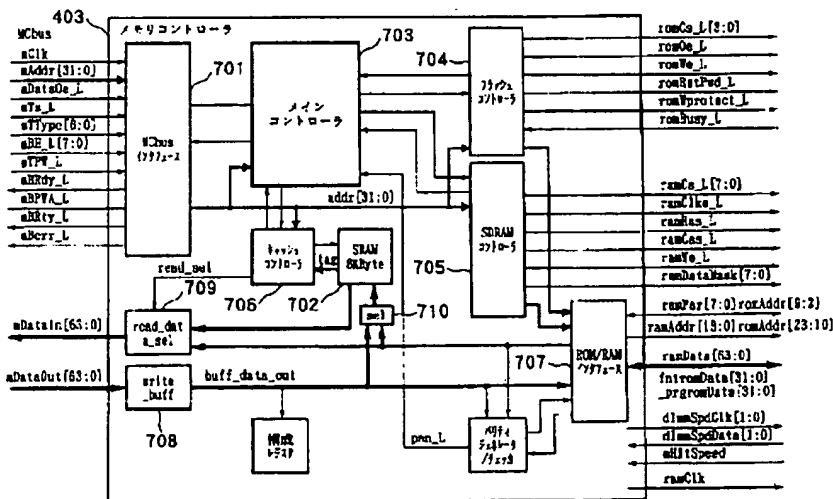 403
メモリコントローラ
MCbus
mClk
mAddr[31:0]
mDataOe_L
mTs_L
mTType[6:0]
mBE_L[7:0]
mTPW_L
mBRdy_L
mBPWA_L
mBRty_L
mBerr_L
701
MCbus
インタフェース
703
メイン
コントローラ
704
フラッシュ
コントローラ
romCs_L[3:0]
romOe_L
romWe_L
romRstPwd_L
romWprotect_L
romBusy_L
addr[31:0]
705
SDRAM
コントローラ
ramCs_L[7:0]
ramClke_L
ramRas_L
ramCas_L
ramWe_L
ramDataMask[7:0]
706
キャッシュ
コントローラ
tag
702
SRAM
8KByte
read_sel
709
read_dat
a_sel
710
sel
mDataIn[63:0]
mDataOut[63:0]
write
_buff
708
buff_data_out
構成
レジスト
pen_L
パリティ
ジェネレータ
/チェッカ
707
ROM/RAM
インタフェース
ramPar[7:0]romAddr[9:2]
ramAddr[13:0]romAddr[23:10]
ramData[63:0]
fntromData[31:0]
_prgromData[31:0]
dimmSpdClk[1:0]
dimmSpdData[1:0]
mHitSpeed
ramClk